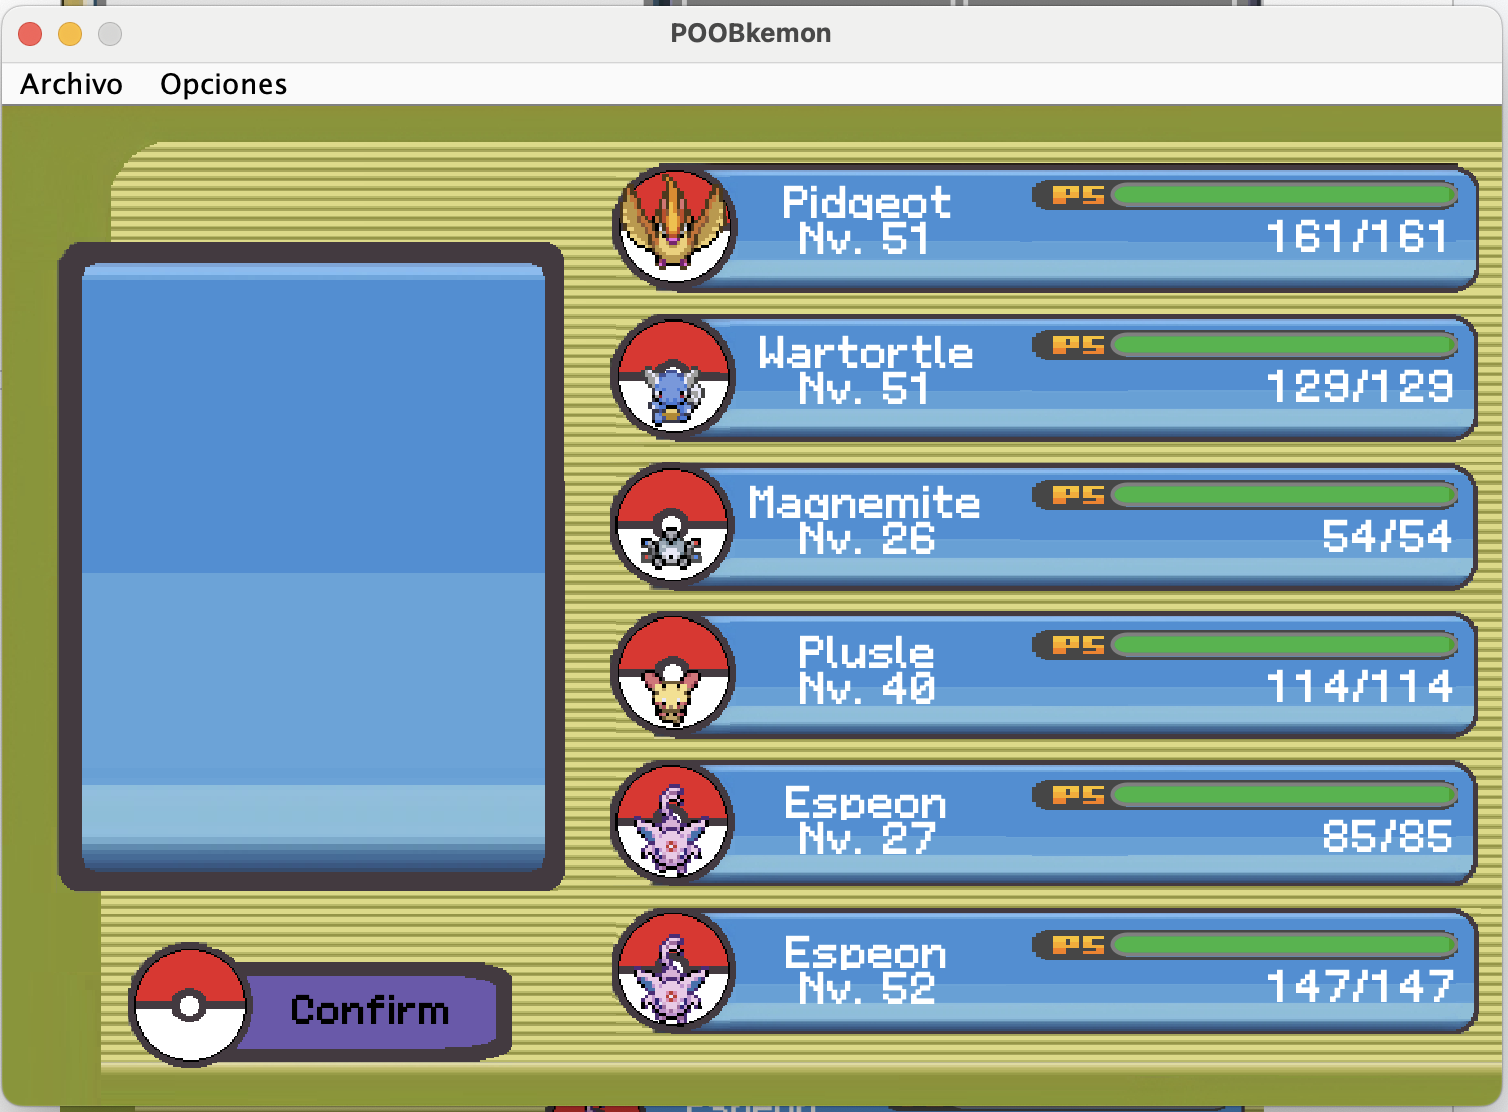 POOBkemon
Archivo Opciones
Pidgeot
PS
Nv. 51
161/161
Wartortle
PS
Nv. 51
129/129
Magnemite
PS
Nv. 26
54/54
Plusle
PS
Nv. 40
114/114
Espeon
PS
Nv. 27
85/85
Espeon
PS
Nv. 52
147/147
Confirm